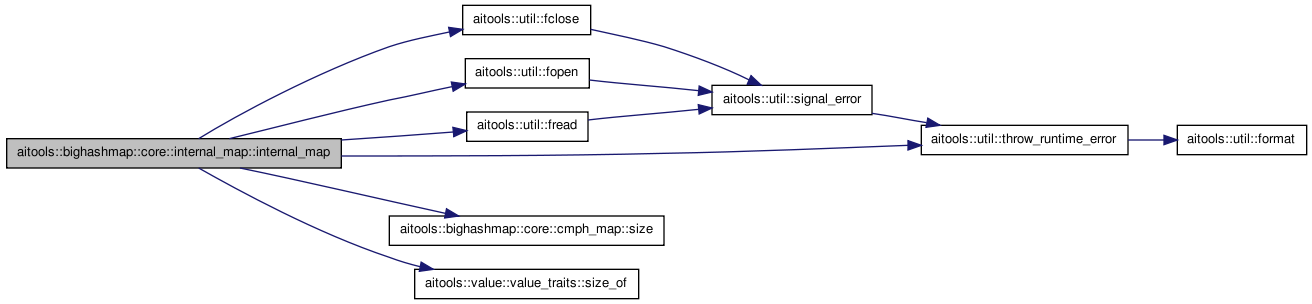 aitools::util::fclose
aitools::util::fopen
aitools::util::signal_error
aitools::util::fread
aitools::util::throw_runtime_error
aitools::util::format
aitools::bighashmap::core::internal_map::internal_map
aitools::bighashmap::core::cmph_map::size
aitools::value::value_traits::size_of